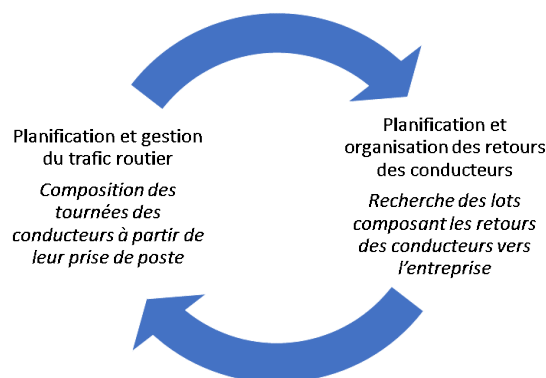 Planification et gestion
du trafic routier
Composition des
tournées des
conducteurs à partir de
leur prise de poste
Planification et
organisation des retours
des conducteurs
Recherche des lots
composant les retours
des conducteurs vers
l'entreprise